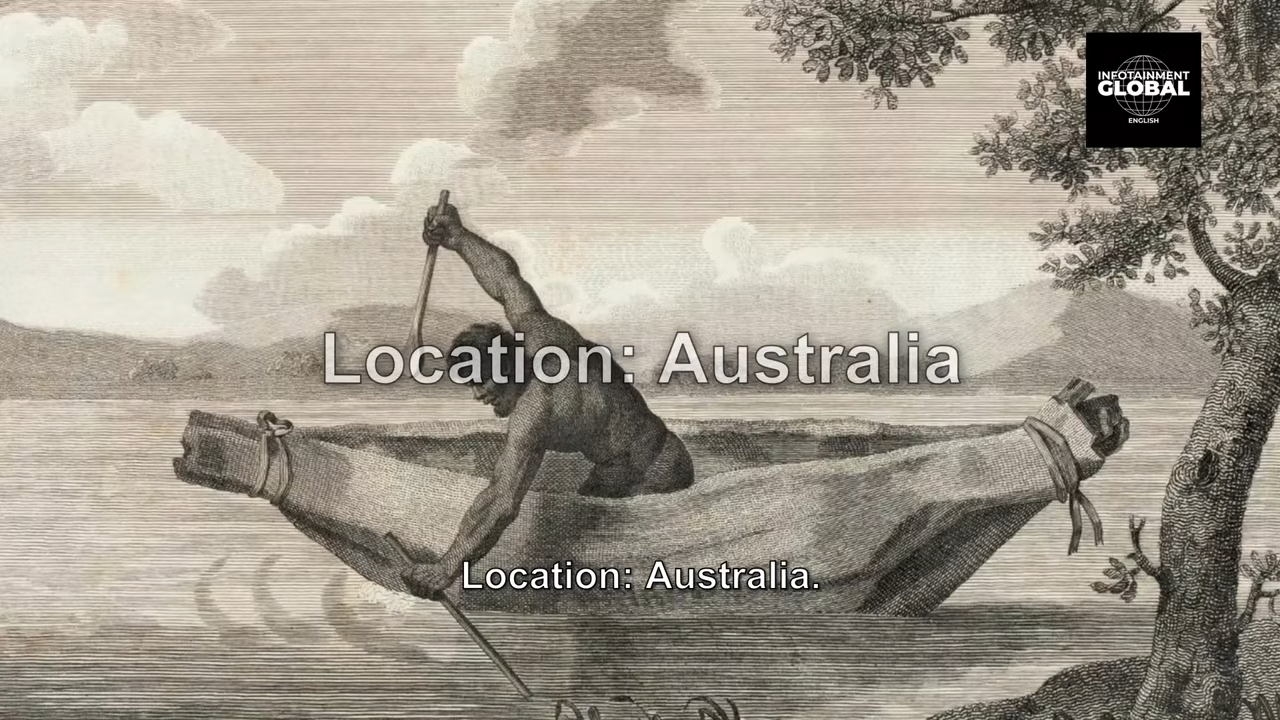 INFOTAINMENT
GLOBAL
ENGLISH
Location: Australia
Location: Australia.